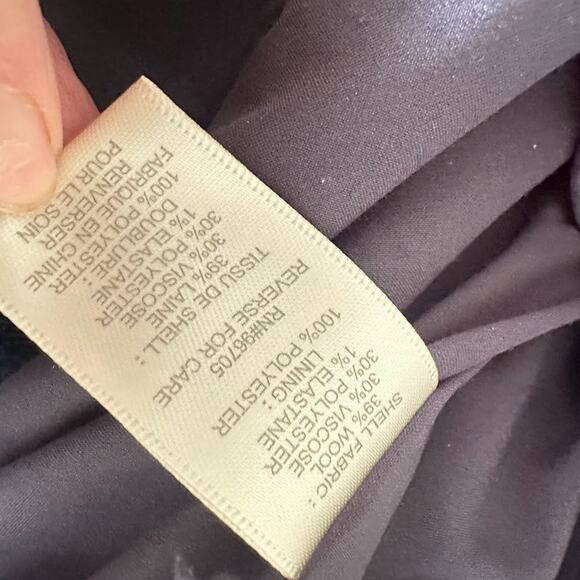 SHELL FABRIC :
39% WOOL
30% VISCOSE
30% POLYESTER
1% ELASTANE
LINING :
100% POLYESTER
RN#96705
REVERSE FOR CARE
TISSU DE SHELL :
39% LAINE
30% VISCOSE
30% POLYESTER
1% ELASTANE
DOUBLURE:
100% POLYESTER
FABRIQUE EN CHINE
RENVERSER
POUR LE SOIN